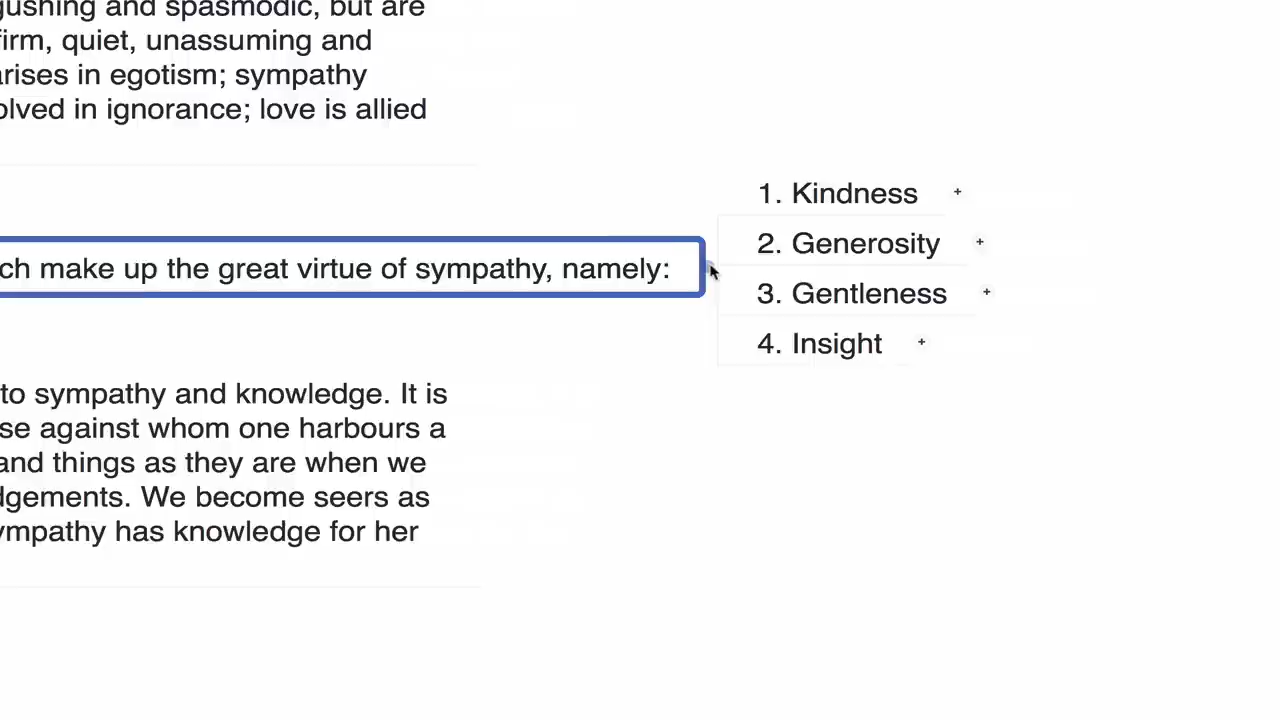 gushing and spasmodic, but are
firm, quiet, unassuming and
arises in egotism; sympathy
olved in ignorance; love is allied
ch make up the great virtue of sympathy, namely:
1. Kindness +
2. Generosity +
3. Gentleness +
4. Insight +
to sympathy and knowledge. It is
se against whom one harbours a
and things as they are when we
dgements. We become seers as
ympathy has knowledge for her